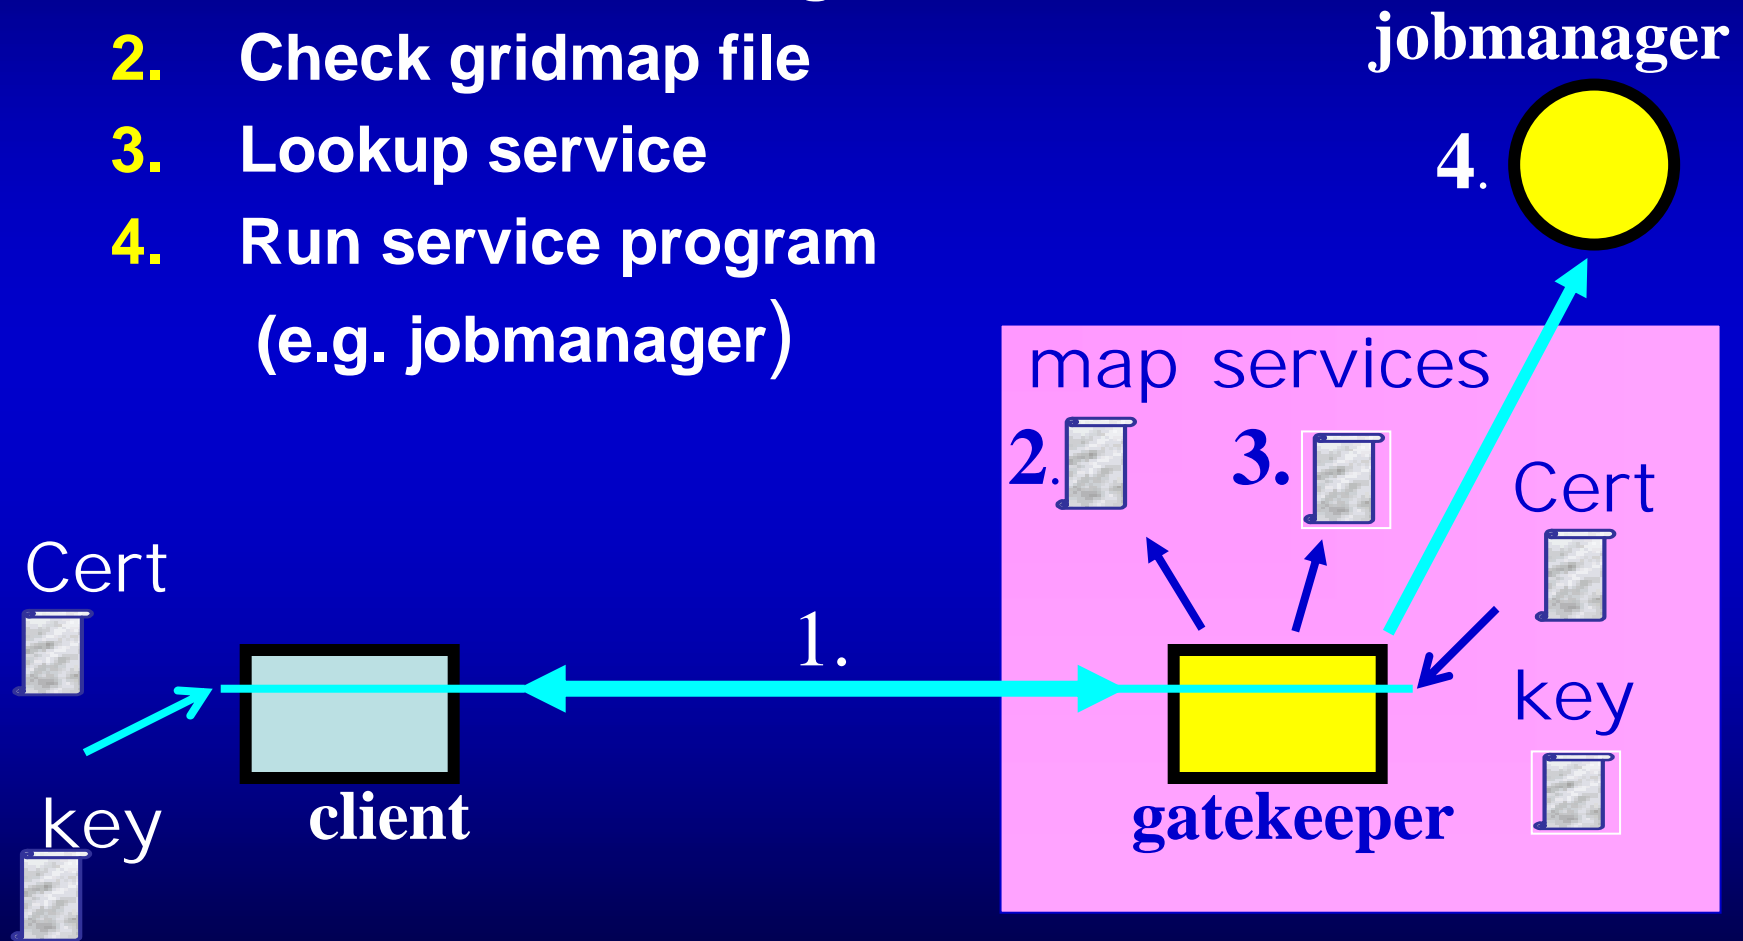 2. Check gridmap file
3. Lookup service
4. Run service program
(e.g. jobmanager)
jobmanager
4.
map services
2. 3.
Cert
key
Cert
key
1.
client
gatekeeper